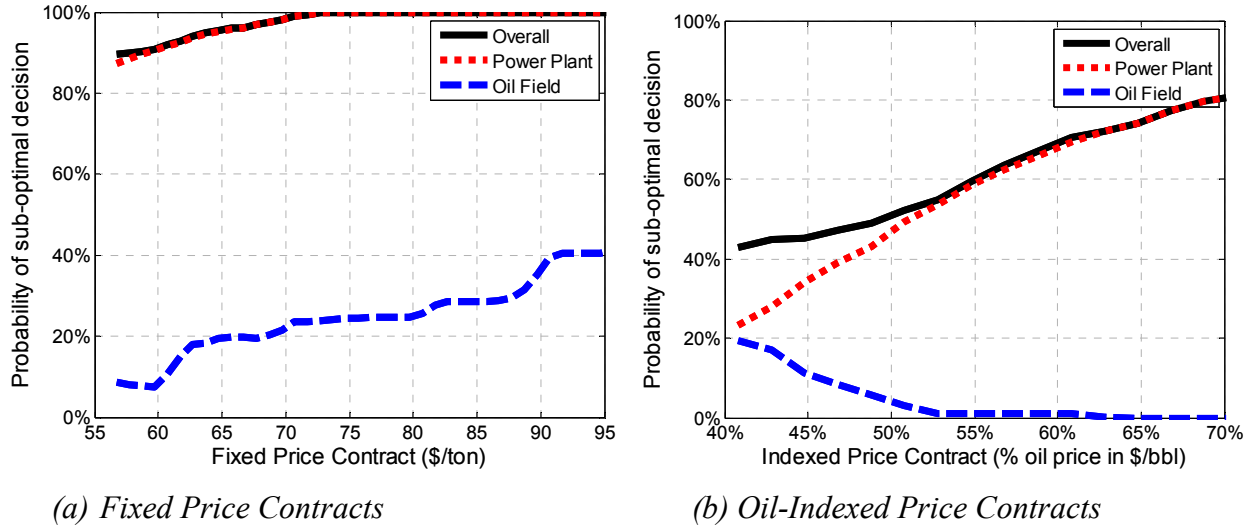 100%
80%
60%
40%
20%
0%
Probability of sub-optimal decision
Overall
Power Plant
Oil Field
55 60 65 70 75 80 85 90 95
Fixed Price Contract ($/ton)
(a) Fixed Price Contracts
100%
80%
60%
40%
20%
0%
Probability of sub-optimal decision
Overall
Power Plant
Oil Field
40% 45% 50% 55% 60% 65% 70%
Indexed Price Contract (% oil price in $/bbl)
(b) Oil-Indexed Price Contracts